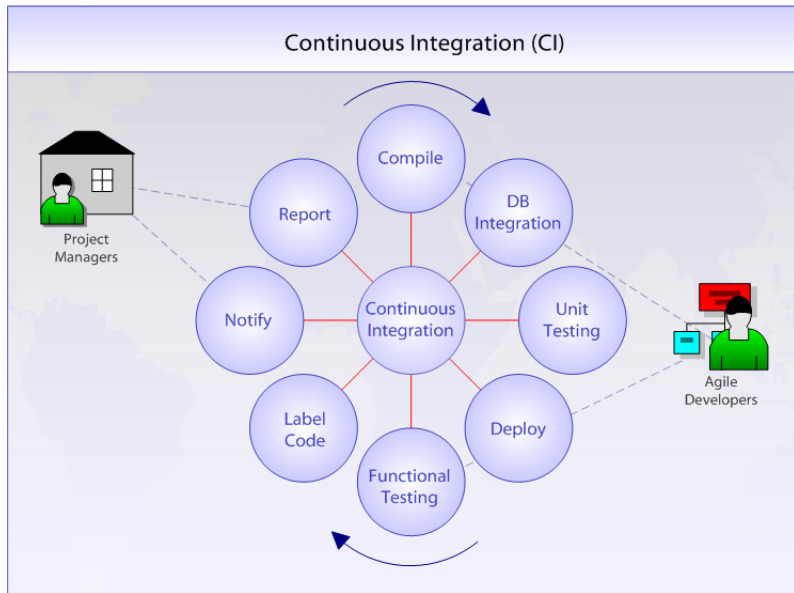 Continuous Integration (CI)
Compile
Report
DB
Integration
Project
Managers
Notify
Continuous
Integration
Unit
Testing
Agile
Developers
Label
Code
Deploy
Functional
Testing